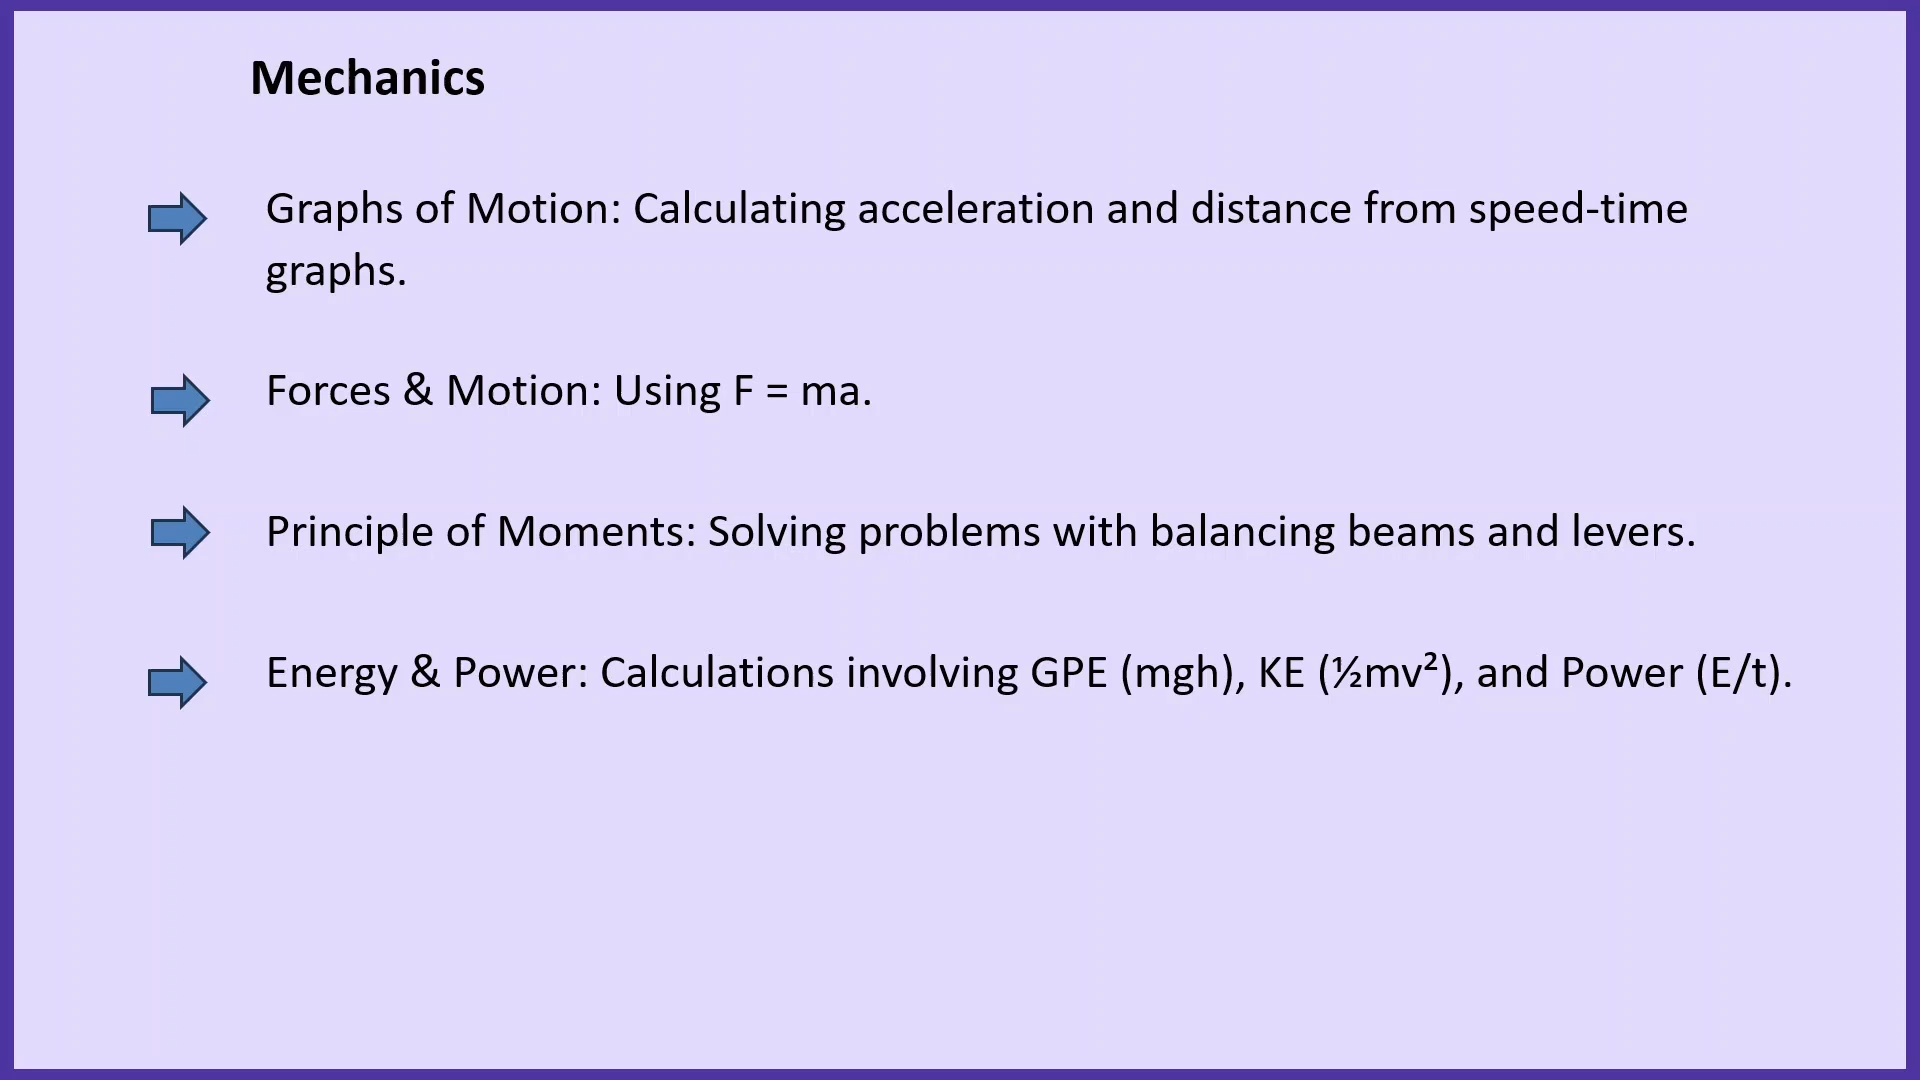 Mechanics
Graphs of Motion: Calculating acceleration and distance from speed-time
graphs.
Forces & Motion: Using F = ma.
Principle of Moments: Solving problems with balancing beams and levers.
Energy & Power: Calculations involving GPE (mgh), KE (½mv²), and Power (E/t).